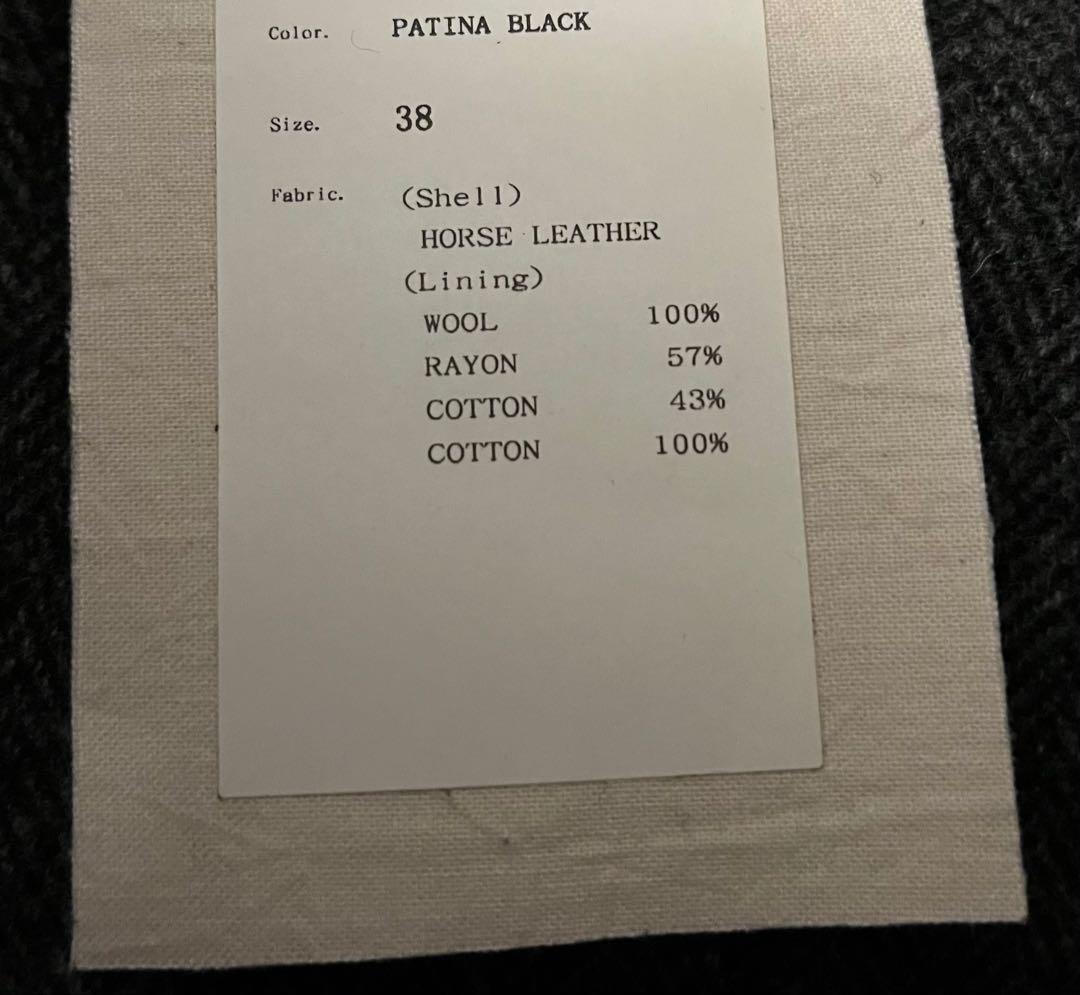 Color. PATINA BLACK
Size. 38
Fabric. (Shell)
HORSE LEATHER
(Lining)
WOOL 100%
RAYON 57%
COTTON 43%
COTTON 100%